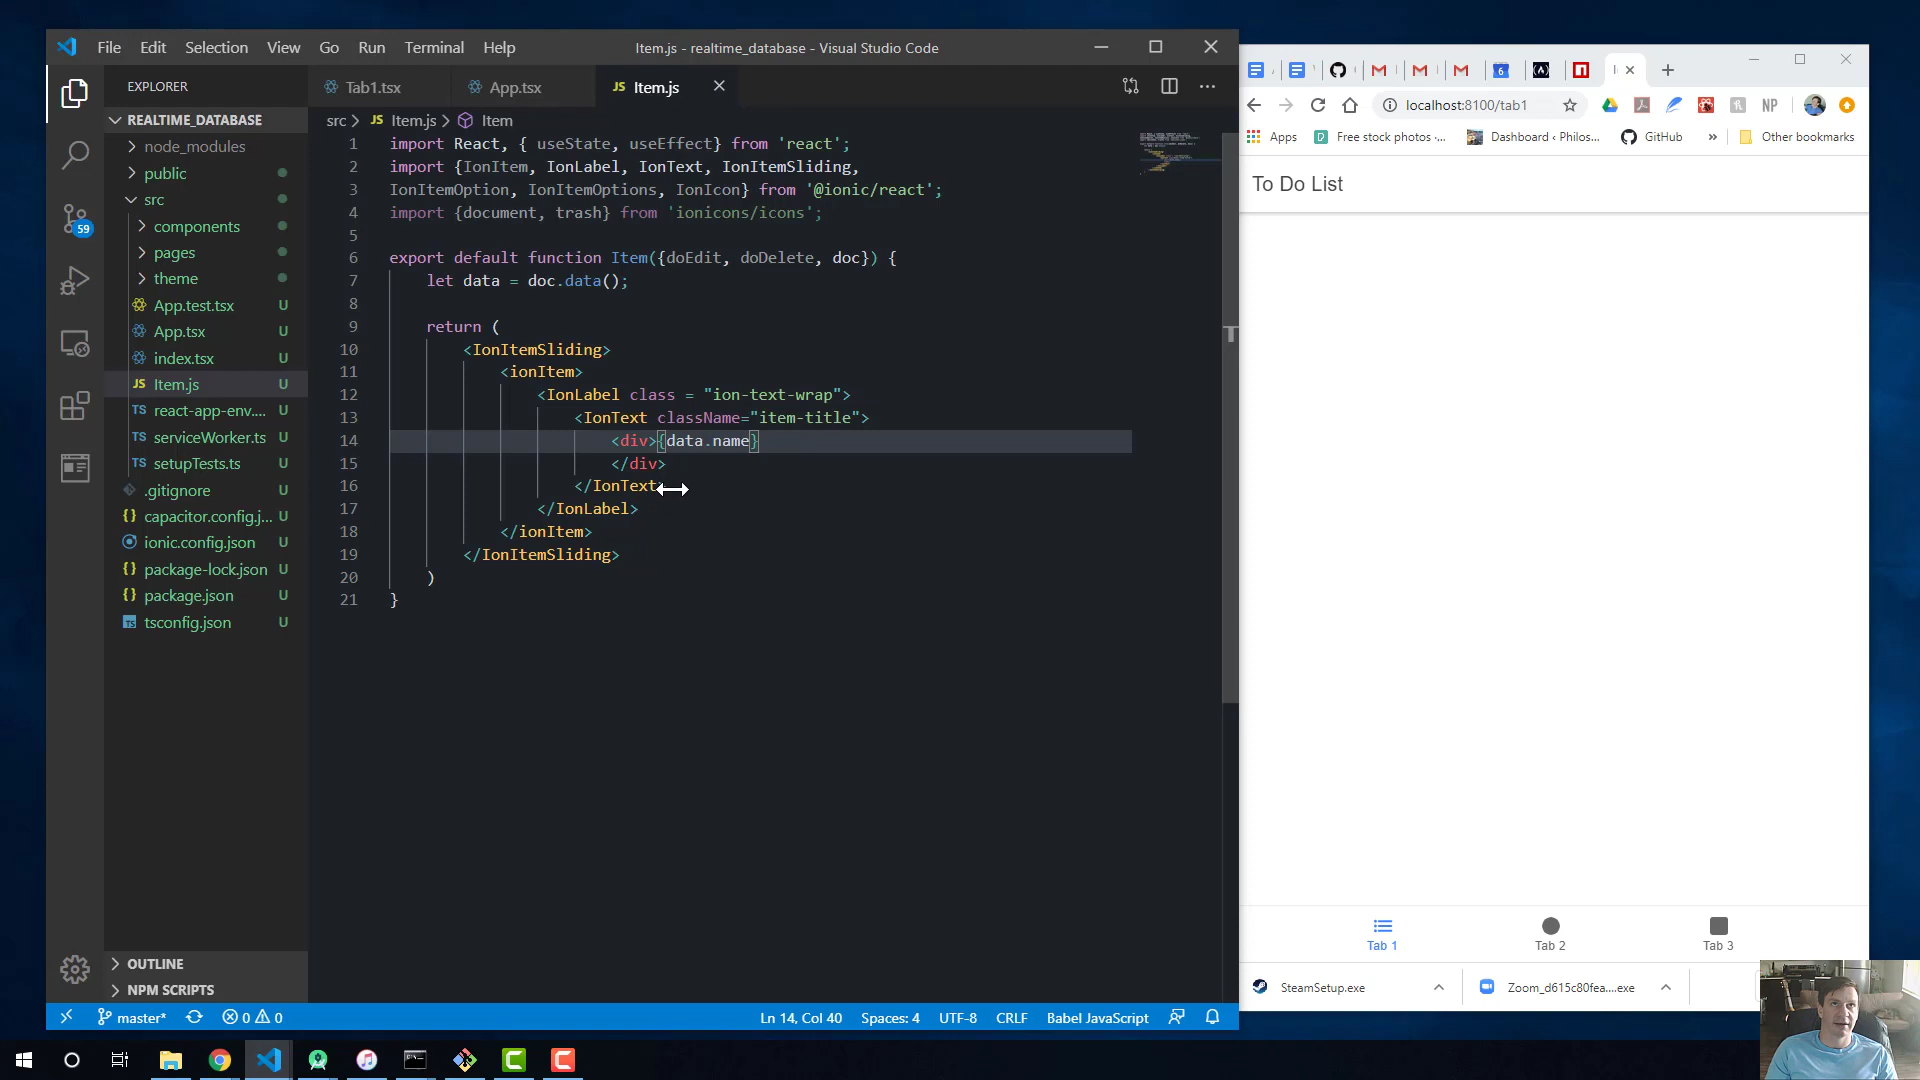 File Edit Selection View Go Run Terminal Help
Item.js - realtime_database - Visual Studio Code
EXPLORER
REALTIME_DATABASE
node_modules
public
src
components
pages
theme
App.test.tsx U
App.tsx U
index.tsx U
JS Item.js U
TS react-app-env.... U
TS serviceWorker.ts U
TS setupTests.ts U
.gitignore U
{} capacitor.config.j... U
ionic.config.json U
{} package-lock.json U
{} package.json U
TS tsconfig.json U
OUTLINE
NPM SCRIPTS
59
Tab1.tsx App.tsx JS Item.js
src > JS Item.js > Item
1 import React, { useState, useEffect} from 'react';
2 import {IonItem, IonLabel, IonText, IonItemSliding,
3 IonItemOption, IonItemOptions, IonIcon} from '@ionic/react';
4 import {document, trash} from 'ionicons/icons';
5
6 export default function Item({doEdit, doDelete, doc}) {
7 let data = doc.data();
8
9 return (
10 <IonItemSliding>
11 <ionItem>
12 <IonLabel class = "ion-text-wrap">
13 <IonText className="item-title">
14 <div>{data.name}
15 </div>
16 </IonText>
17 </IonLabel>
18 </ionItem>
19 </IonItemSliding>
20 )
21 }
master* 0 0
Ln 14, Col 40 Spaces: 4 UTF-8 CRLF Babel JavaScript
localhost:8100/tab1
NP
Apps Free stock photos -... Dashboard ‹ Philos... GitHub » Other bookmarks
To Do List
Tab 1 Tab 2 Tab 3
SteamSetup.exe Zoom_d615c80fea....exe